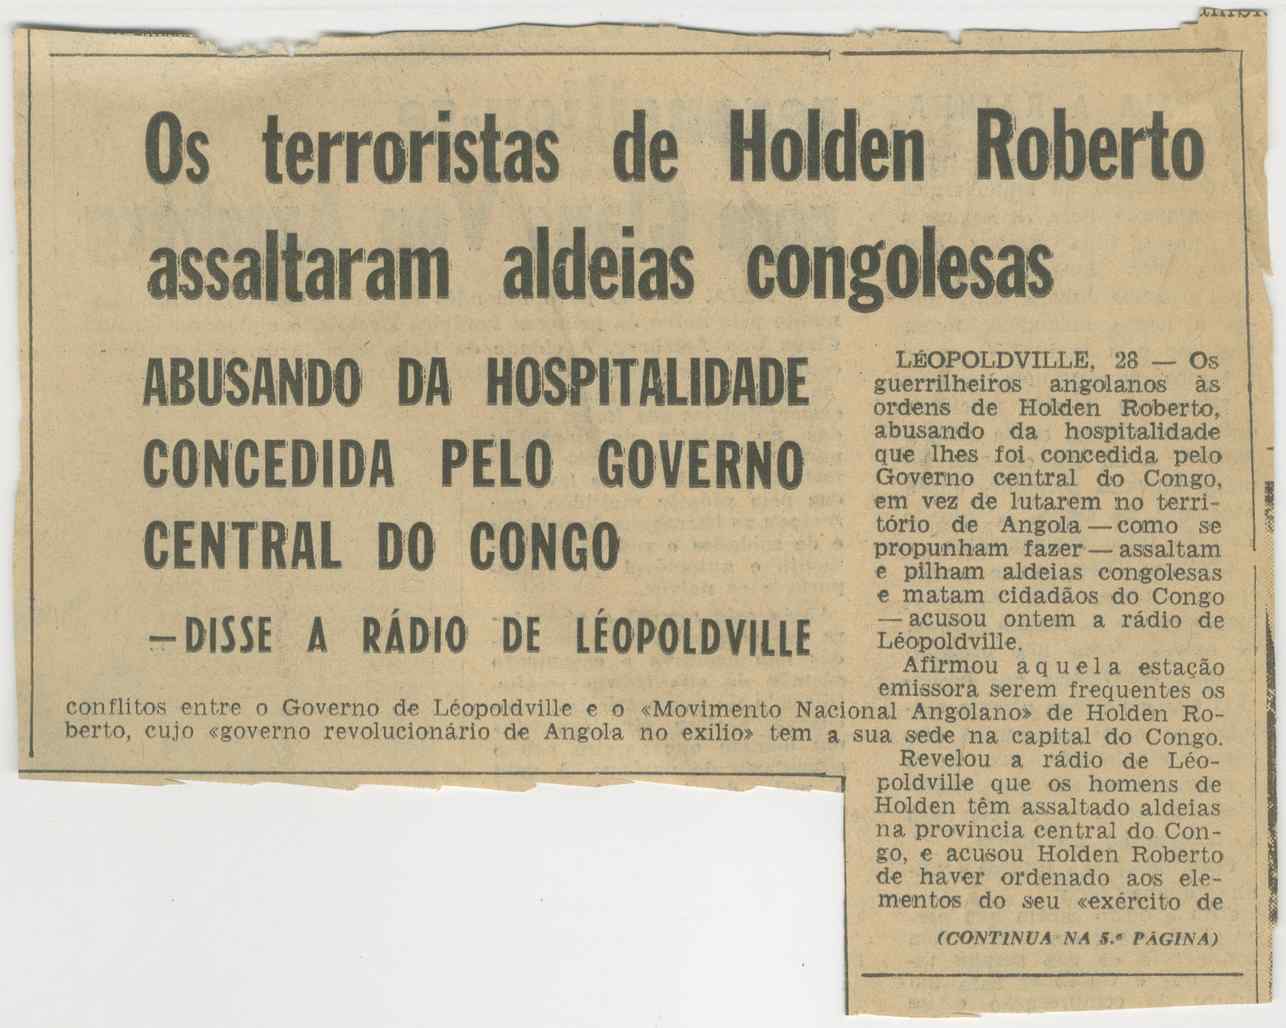 Os terroristas de Holden Roberto
assaltaram aldeias congolesas
ABUSANDO DA HOSPITALIDADE
CONCEDIDA PELO GOVERNO
CENTRAL DO CONGO
—DISSE A RÁDIO DE LÉOPOLDVILLE
LÉOPOLDVILLE, 28 — Os
guerrilheiros angolanos às
ordens de Holden Roberto,
abusando da hospitalidade
que lhes foi concedida pelo
Governo central do Congo,
em vez de lutarem no terri-
tório de Angola — como se
propunham fazer — assaltam
e pilham aldeias congolesas
e matam cidadãos do Congo
— acusou ontem a rádio de
Léopoldville.
Afirmou aquela estação
emissora serem frequentes os
conflitos entre o Governo de Léopoldville e o «Movimento Nacional Angolano» de Holden Ro-
berto, cujo «governo revolucionário de Angola no exílio» tem a sua sede na capital do Congo.
Revelou a rádio de Léo-
poldville que os homens de
Holden têm assaltado aldeias
na província central do Con-
go, e acusou Holden Roberto
de haver ordenado aos ele-
mentos do seu «exército de
(CONTINUA NA 5.ª PÁGINA)